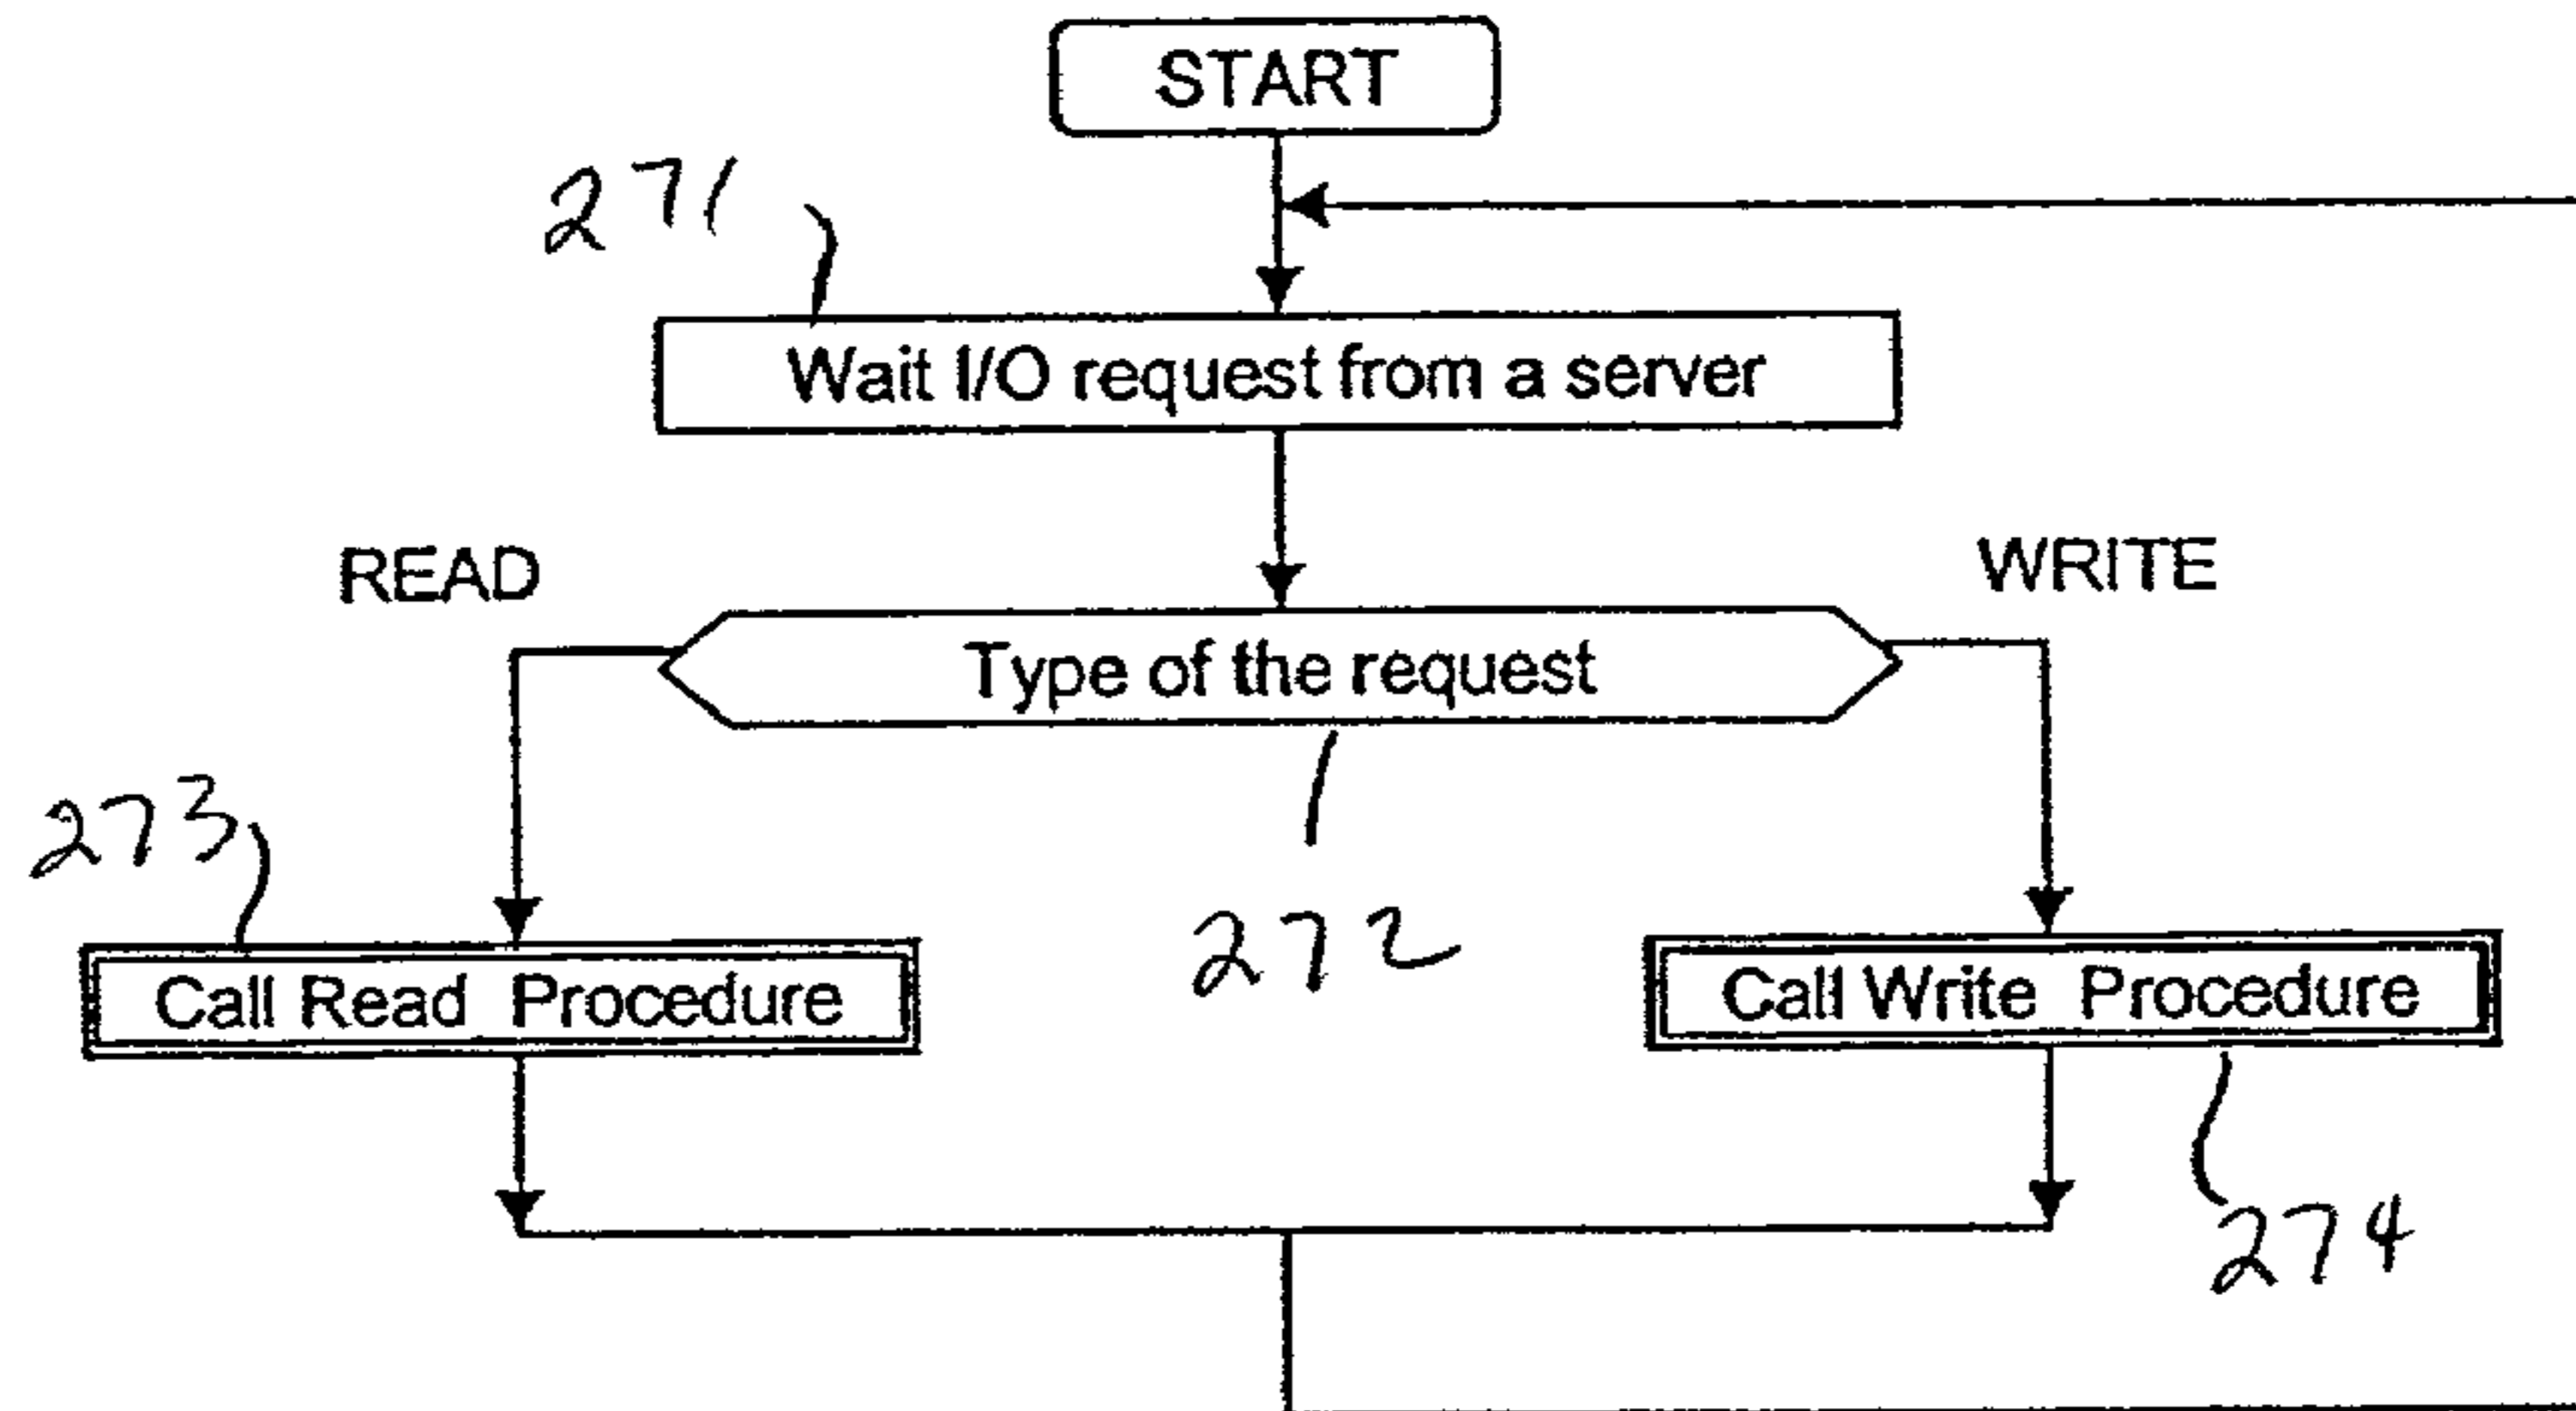 START
271
Wait I/O request from a server
READ
WRITE
Type of the request
273
272
Call Read Procedure
Call Write Procedure
274